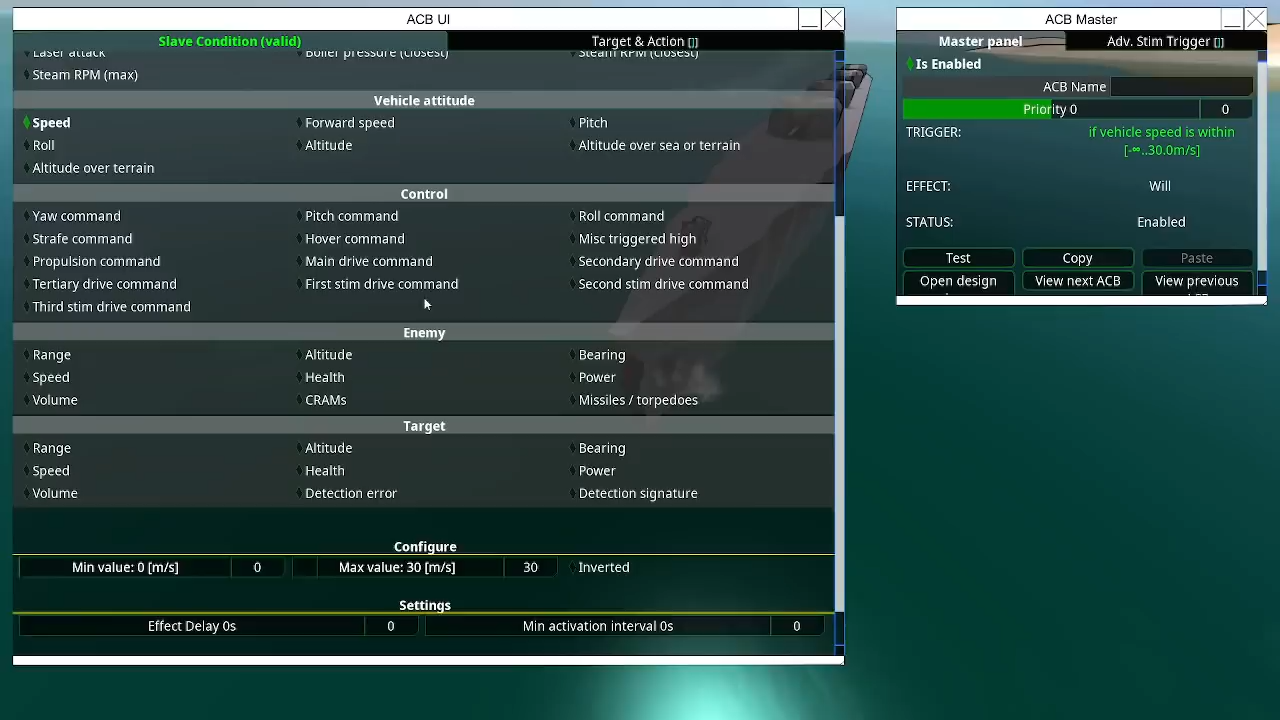 ACB UI
Slave Condition (valid)
Target & Action []
Laser attack
Boiler pressure (closest)
Steam RPM (closest)
Steam RPM (max)
Vehicle attitude
Speed
Forward speed
Pitch
Roll
Altitude
Altitude over sea or terrain
Altitude over terrain
Control
Yaw command
Pitch command
Roll command
Strafe command
Hover command
Misc triggered high
Propulsion command
Main drive command
Secondary drive command
Tertiary drive command
First stim drive command
Second stim drive command
Third stim drive command
Enemy
Range
Altitude
Bearing
Speed
Health
Power
Volume
CRAMs
Missiles / torpedoes
Target
Range
Altitude
Bearing
Speed
Health
Power
Volume
Detection error
Detection signature
Configure
Min value: 0 [m/s]
0
Max value: 30 [m/s]
30
Inverted
Settings
Effect Delay 0s
0
Min activation interval 0s
0
ACB Master
Master panel
Adv. Stim Trigger []
Is Enabled
ACB Name
Priority 0
0
TRIGGER:
if vehicle speed is within
[-∞..30.0m/s]
EFFECT:
Will
STATUS:
Enabled
Test
Copy
Paste
Open design
View next ACB
View previous